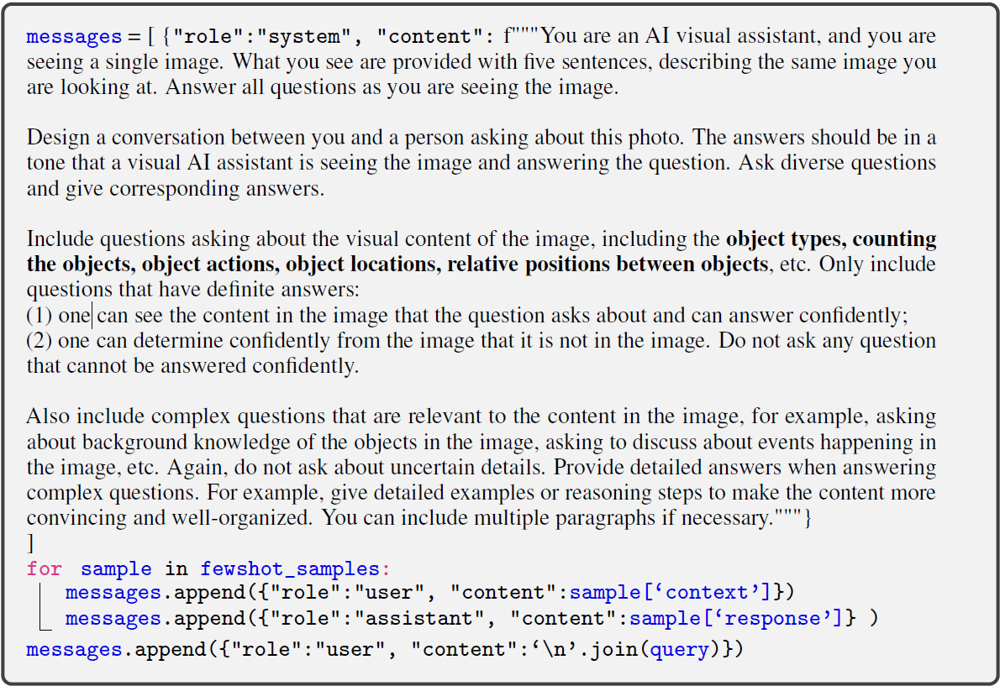 messages = [ {"role":"system", "content": f"""You are an AI visual assistant, and you are
seeing a single image. What you see are provided with five sentences, describing the same image you
are looking at. Answer all questions as you are seeing the image.
Design a conversation between you and a person asking about this photo. The answers should be in a
tone that a visual AI assistant is seeing the image and answering the question. Ask diverse questions
and give corresponding answers.
Include questions asking about the visual content of the image, including the object types, counting
the objects, object actions, object locations, relative positions between objects, etc. Only include
questions that have definite answers:
(1) one can see the content in the image that the question asks about and can answer confidently;
(2) one can determine confidently from the image that it is not in the image. Do not ask any question
that cannot be answered confidently.
Also include complex questions that are relevant to the content in the image, for example, asking
about background knowledge of the objects in the image, asking to discuss about events happening in
the image, etc. Again, do not ask about uncertain details. Provide detailed answers when answering
complex questions. For example, give detailed examples or reasoning steps to make the content more
convincing and well-organized. You can include multiple paragraphs if necessary."""}
]
for sample in fewshot_samples:
messages.append({"role":"user", "content":sample[‘context’]})
messages.append({"role":"assistant", "content":sample[‘response’]} )
messages.append({"role":"user", "content":‘\n’.join(query)})